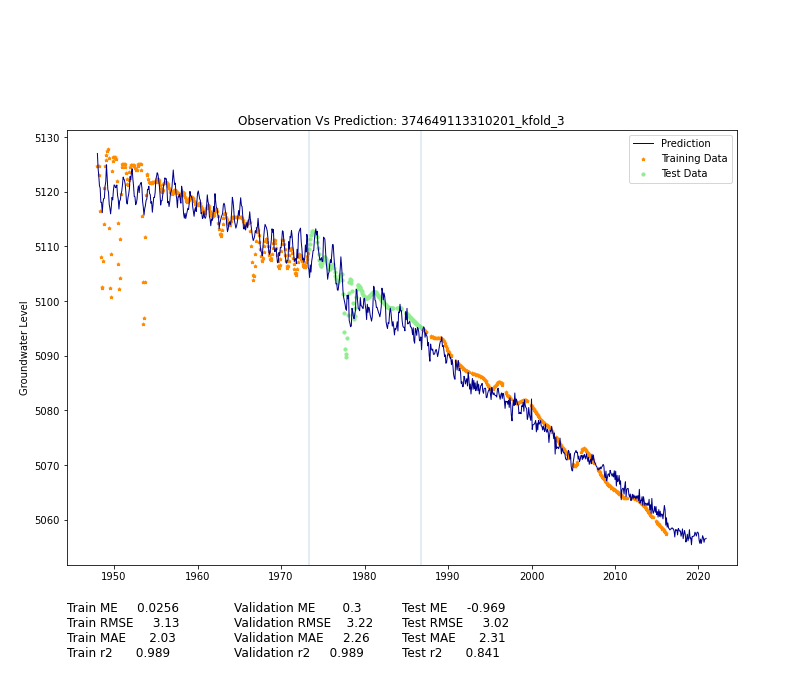 Observation Vs Prediction: 374649113310201_kfold_3
Prediction
Training Data
Test Data
Groundwater Level
5130
5120
5110
5100
5090
5080
5070
5060
1950 1960 1970 1980 1990 2000 2010 2020
Train ME 0.0256 Validation ME 0.3 Test ME -0.969
Train RMSE 3.13 Validation RMSE 3.22 Test RMSE 3.02
Train MAE 2.03 Validation MAE 2.26 Test MAE 2.31
Train r2 0.989 Validation r2 0.989 Test r2 0.841